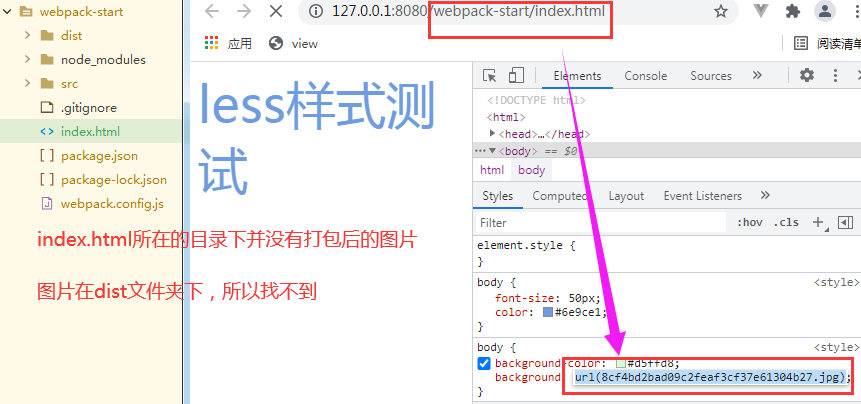 webpack-start
dist
node_modules
src
.gitignore
index.html
package.json
package-lock.json
webpack.config.js
index.html所在的目录下并没有打包后的图片
图片在dist文件夹下，所以找不到
127.0.0.1:8080/webpack-start/index.html
应用
view
阅读清单
less样式测
试
Elements
Console
Sources
»
<!DOCTYPE html>
<html>
<head>…</head>
<body> == $0
html
body
Styles
Computed
Layout
Event Listeners
»
Filter
:hov
.cls
element.style {
}
body {
<style>
font-size: 50px;
color: #6e9ce1;
}
body {
<style>
background-color: #d5ffd8;
background
url(8cf4bd2bad09c2feaf3cf37e61304b27.jpg);
}